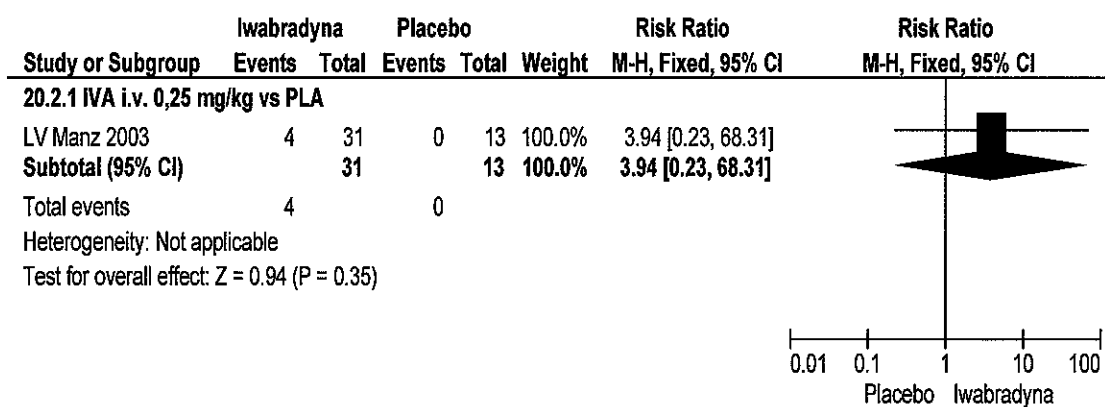 Iwabradyna Placebo Risk Ratio Risk Ratio
Study or Subgroup Events Total Events Total Weight M-H, Fixed, 95% CI M-H, Fixed, 95% CI
20.2.1 IVA i.v. 0,25 mg/kg vs PLA
LV Manz 2003 4 31 0 13 100.0% 3.94 [0.23, 68.31]
Subtotal (95% CI) 31 13 100.0% 3.94 [0.23, 68.31]
Total events 4 0
Heterogeneity: Not applicable
Test for overall effect: Z = 0.94 (P = 0.35)
0.01 0.1 1 10 100
Placebo Iwabradyna